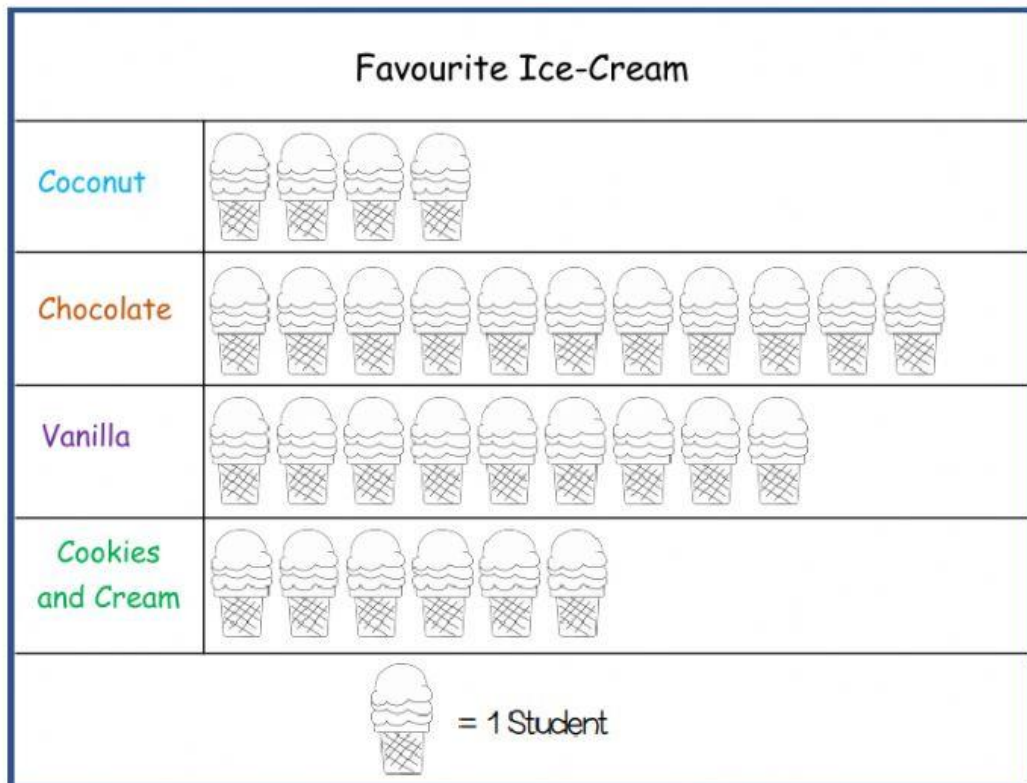 Favourite Ice-Cream
Coconut
Chocolate
Vanilla
Cookies
and Cream
= 1 Student